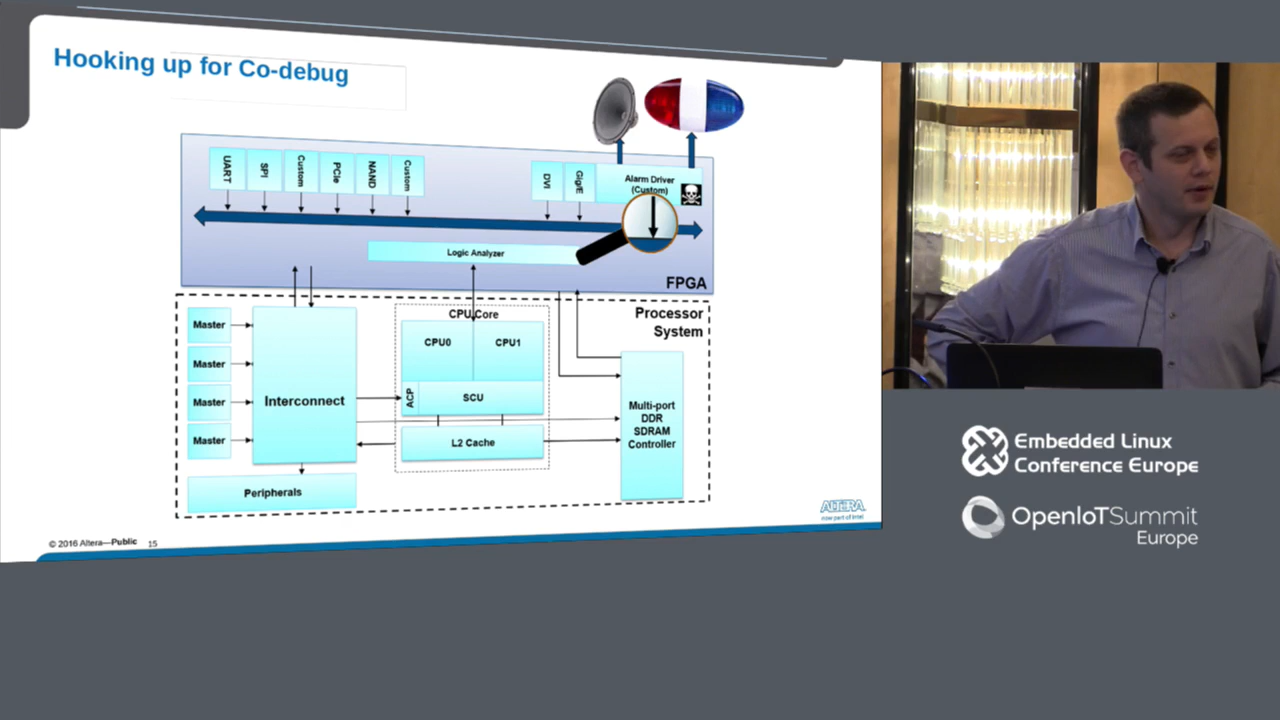 Hooking up for Co-debug
UART
SPI
Custom
PCIe
NAND
Custom
DVI
GigE
Alarm Driver
(Custom)
Logic Analyzer
FPGA
Processor
System
CPU Core
Master
Master
Master
Master
Interconnect
CPU0
CPU1
ACP
SCU
L2 Cache
Multi-port
DDR
SDRAM
Controller
Peripherals
ALTERA
now part of Intel
© 2016 Altera—Public 15
Embedded Linux
Conference Europe
OpenIoTSummit
Europe